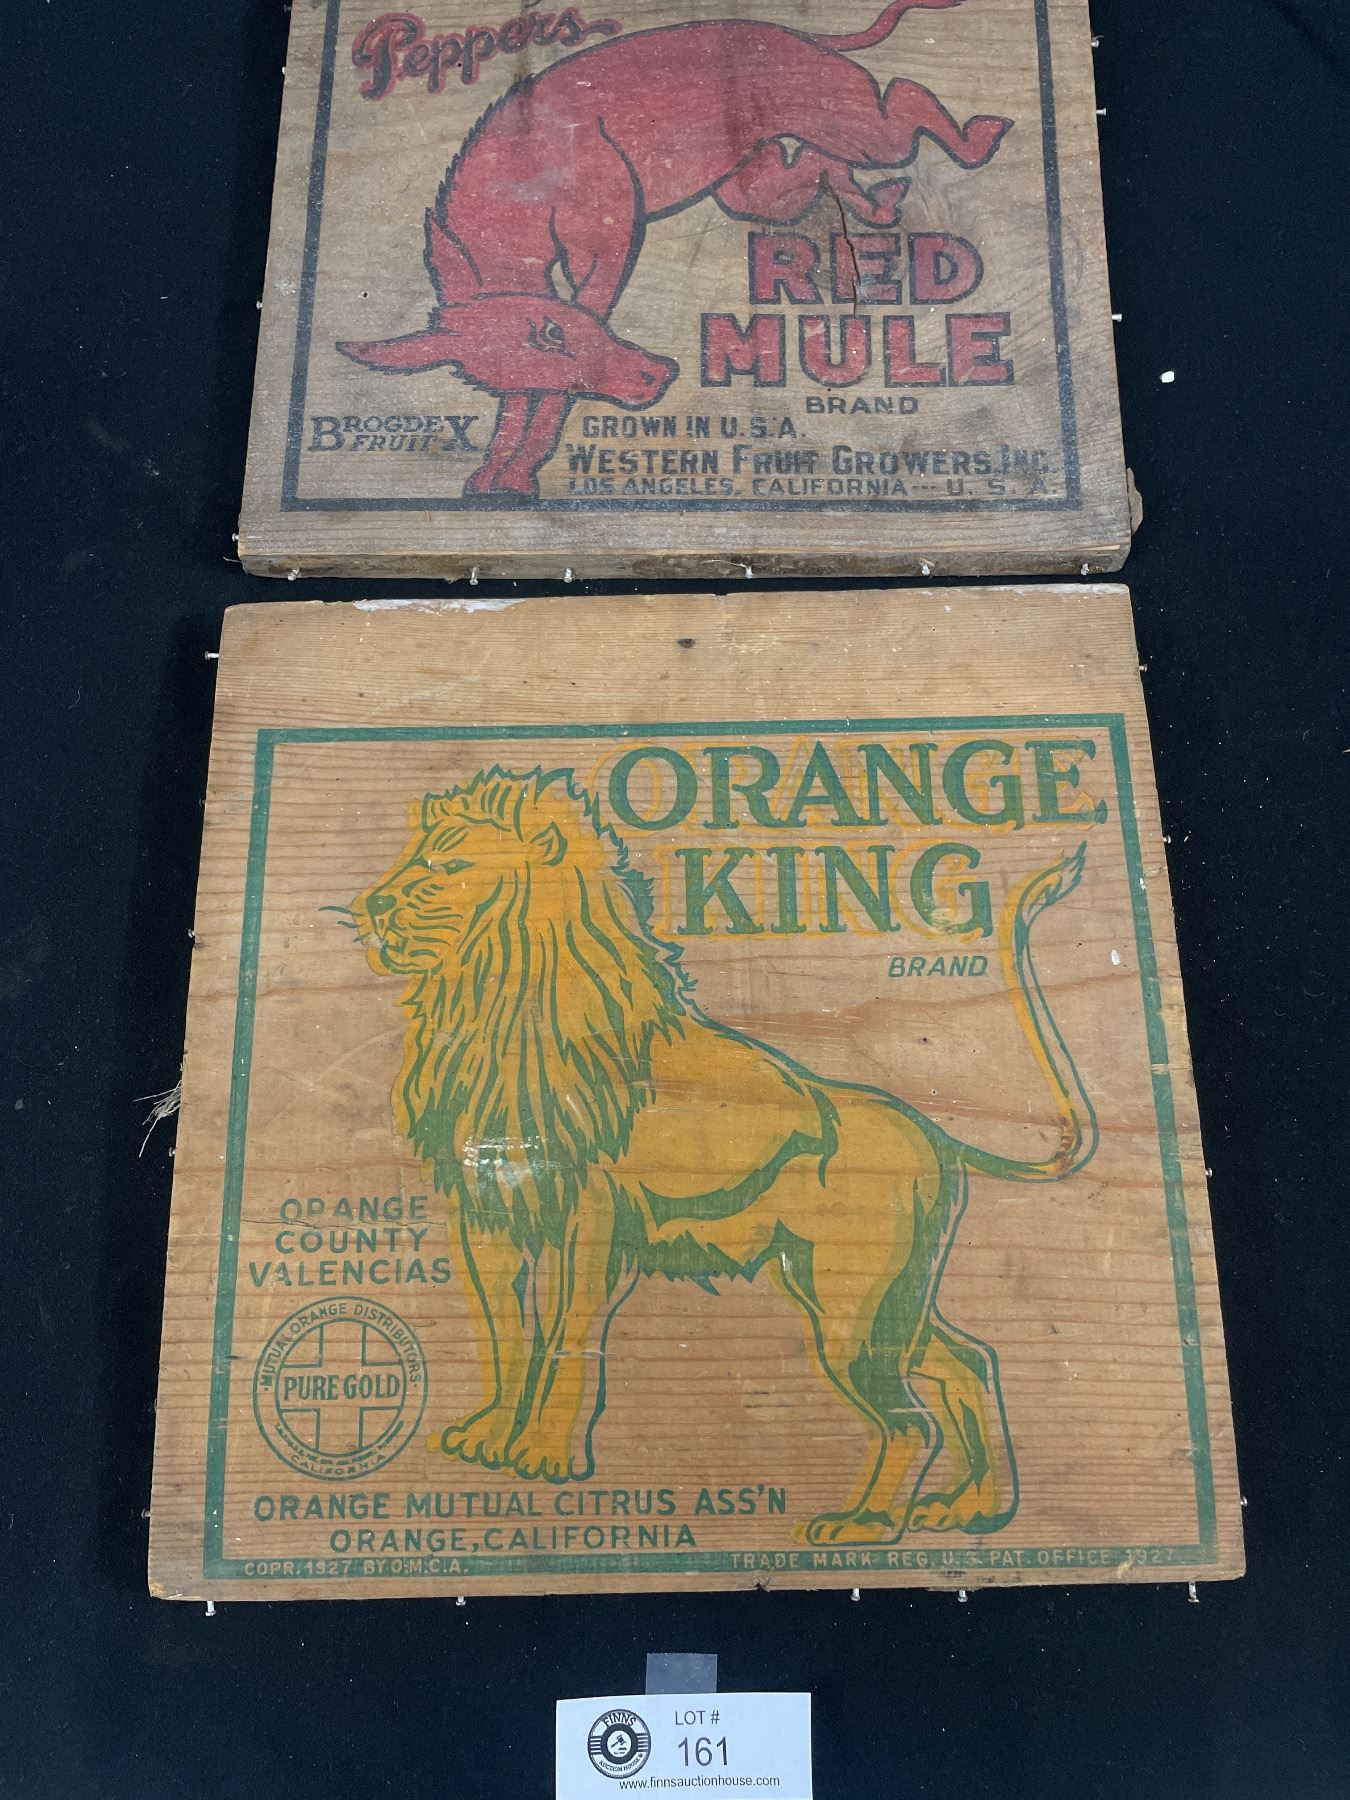 Peppers
RED
MULE
BRAND
BROGDEX
FRUIT
GROWN IN U.S.A.
WESTERN FRUIT GROWERS, INC.
LOS ANGELES, CALIFORNIA --- U. S. A.
ORANGE
KING
BRAND
ORANGE
COUNTY
VALENCIAS
MUTUAL ORANGE DISTRIBUTORS
PURE GOLD
CALIFORNIA
ORANGE MUTUAL CITRUS ASS'N
ORANGE, CALIFORNIA
COPR. 1927 BY O.M.C.A. TRADE MARK REG. U.S. PAT. OFFICE 1927
FINNS
AUCTION HOUSE
LOT #
161
www.finnsauctionhouse.com